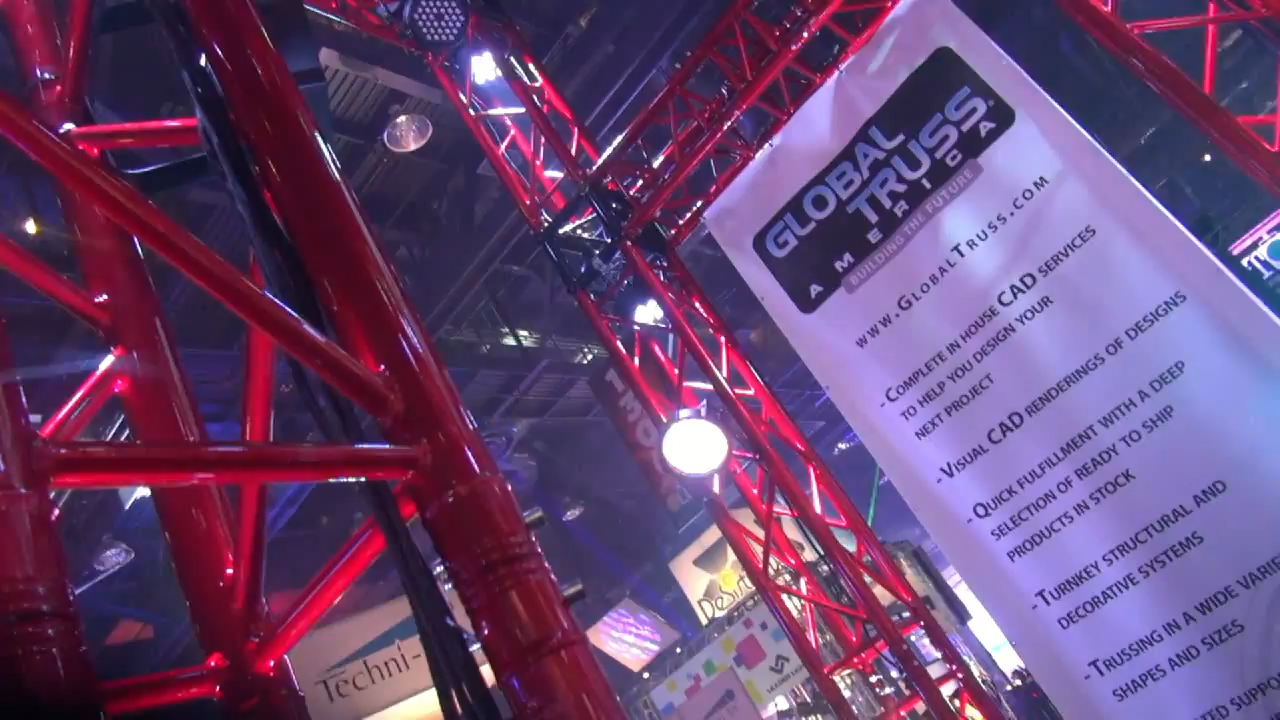 GLOBAL
TRUSS
AMERICA
BUILDING THE FUTURE
WWW.GLOBALTRUSS.COM
- COMPLETE IN HOUSE CAD SERVICES
TO HELP YOU DESIGN YOUR
NEXT PROJECT
- VISUAL CAD RENDERINGS OF DESIGNS
- QUICK FULFILLMENT WITH A DEEP
SELECTION OF READY TO SHIP
PRODUCTS IN STOCK
- TURNKEY STRUCTURAL AND
DECORATIVE SYSTEMS
- TRUSSING IN A WIDE
SHAPES AND SIZES
Techni-